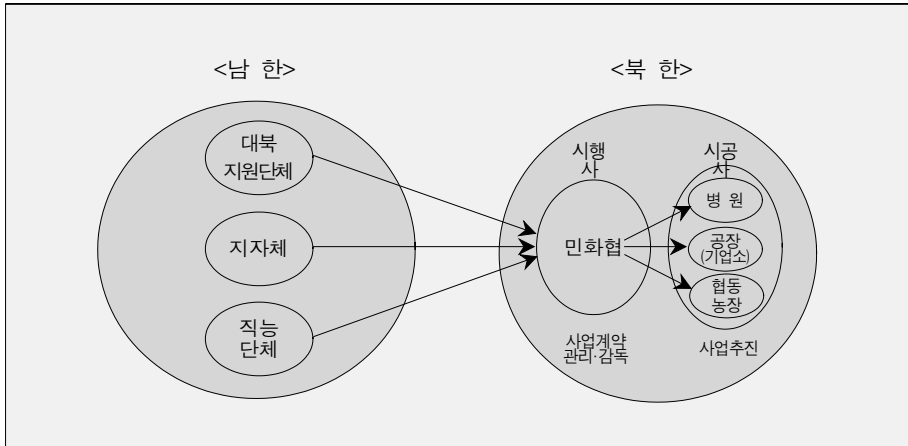 <남 한>
<북 한>
대북
지원단체
지자체
직능
단체
시행
사
민화협
사업계약
관리·감독
시공
사
병 원
공장
(기업소)
협동
농장
사업추진